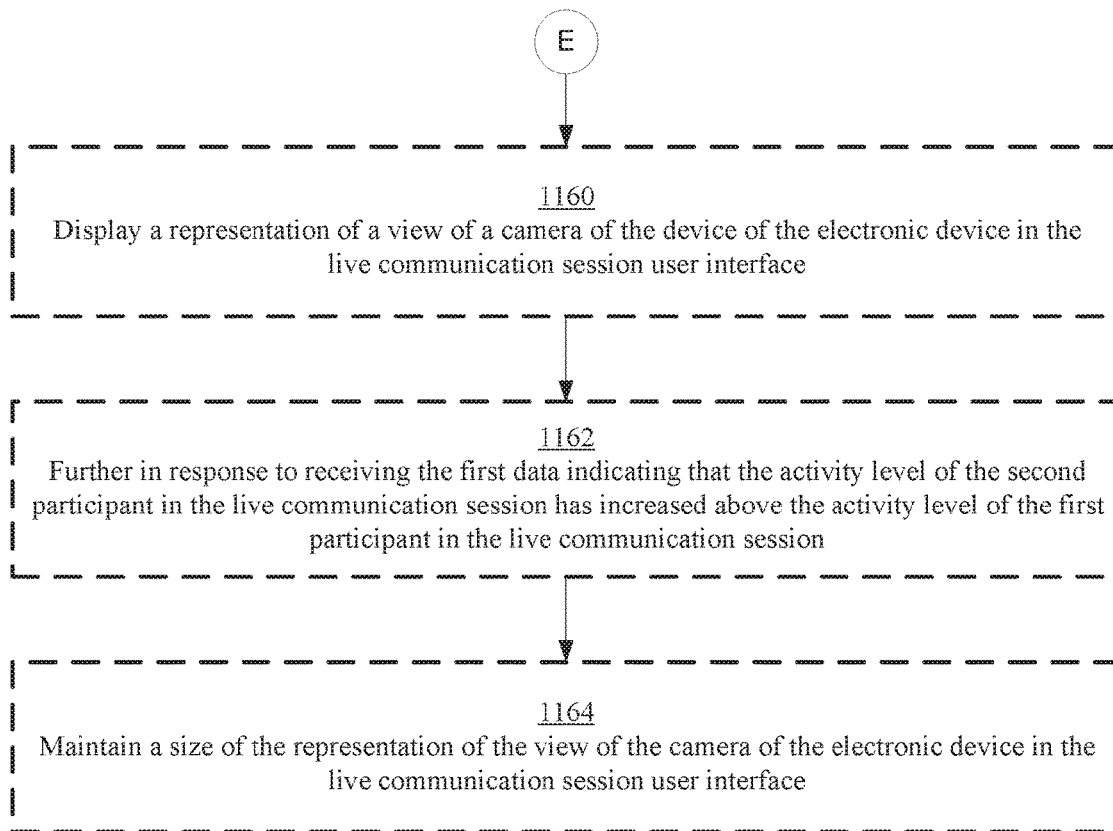 E
1160
Display a representation of a view of a camera of the device of the electronic device in the
live communication session user interface
1162
Further in response to receiving the first data indicating that the activity level of the second
participant in the live communication session has increased above the activity level of the first
participant in the live communication session
1164
Maintain a size of the representation of the view of the camera of the electronic device in the
live communication session user interface